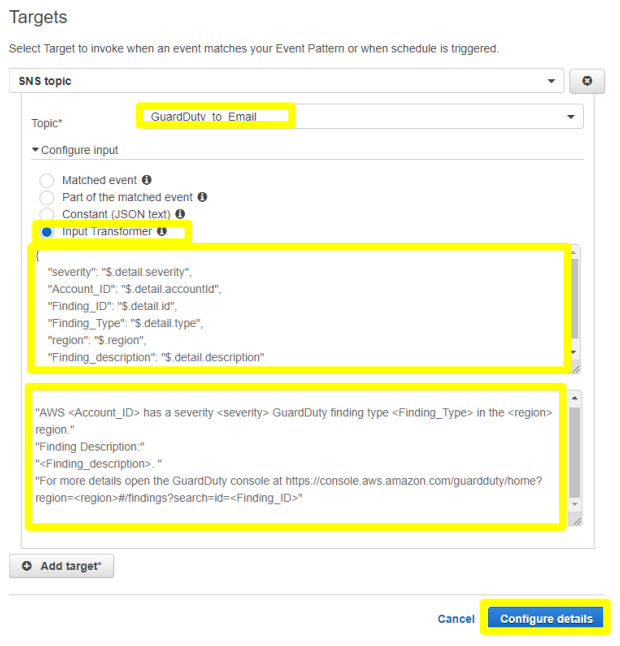 Targets
Select Target to invoke when an event matches your Event Pattern or when schedule is triggered.
SNS topic
Topic*
GuardDuty_to_Email
Configure input
Matched event
Part of the matched event
Constant (JSON text)
Input Transformer
{
"severity": "$.detail.severity",
"Account_ID": "$.detail.accountId",
"Finding_ID": "$.detail.id",
"Finding_Type": "$.detail.type",
"region": "$.region",
"Finding_description": "$.detail.description"
"AWS <Account_ID> has a severity <severity> GuardDuty finding type <Finding_Type> in the <region>
region."
"Finding Description:"
"<Finding_description>. "
"For more details open the GuardDuty console at https://console.aws.amazon.com/guardduty/home?
region=<region>#/findings?search=id=<Finding_ID>"
Add target*
Cancel
Configure details